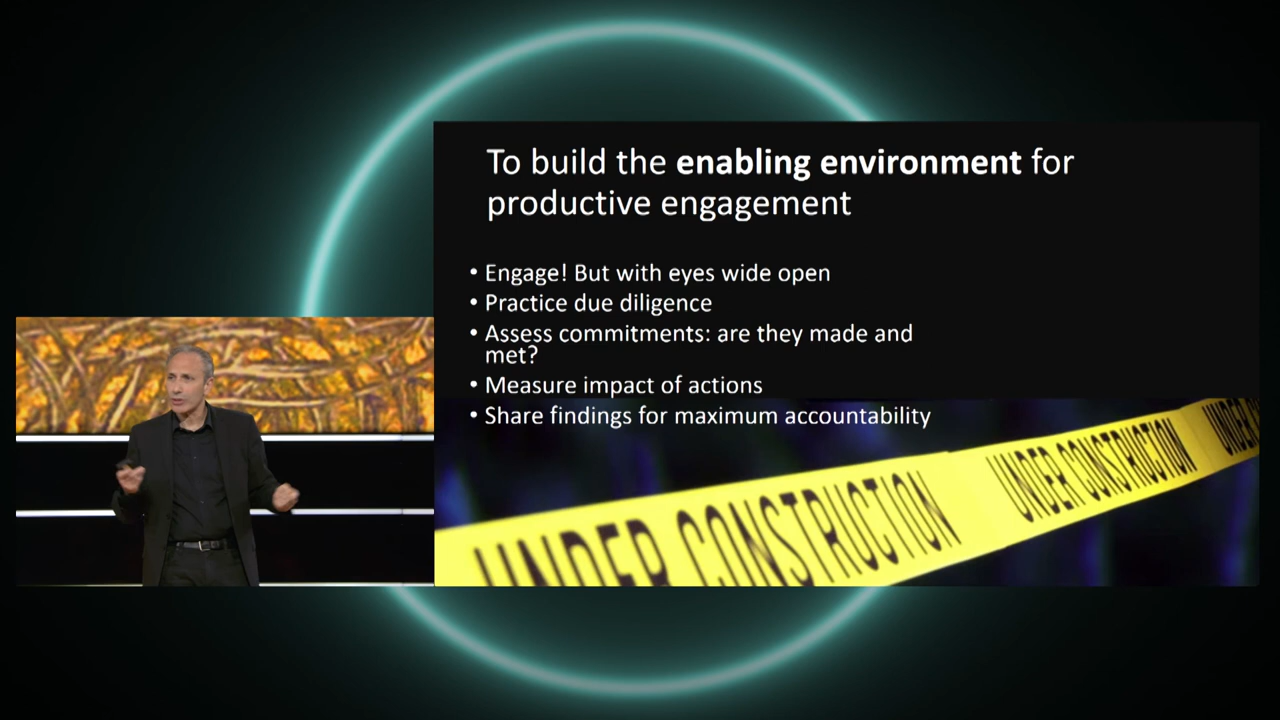 To build the enabling environment for
productive engagement
• Engage! But with eyes wide open
• Practice due diligence
• Assess commitments: are they made and
met?
• Measure impact of actions
• Share findings for maximum accountability
UNDER CONSTRUCTION UNDER CONSTRUCTION UNDER